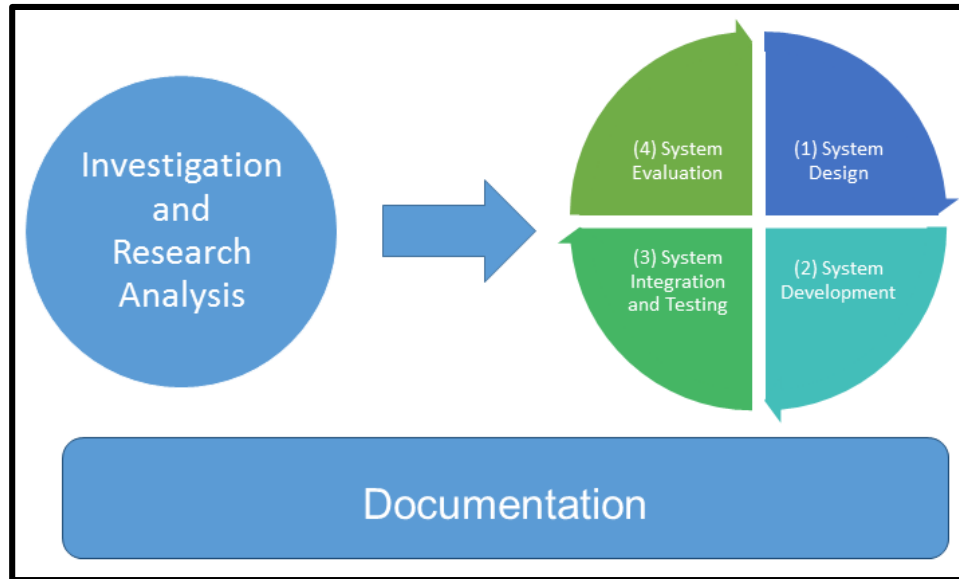 Investigation
and
Research
Analysis
(4) System
Evaluation
(1) System
Design
(3) System
Integration
and Testing
(2) System
Development
Documentation